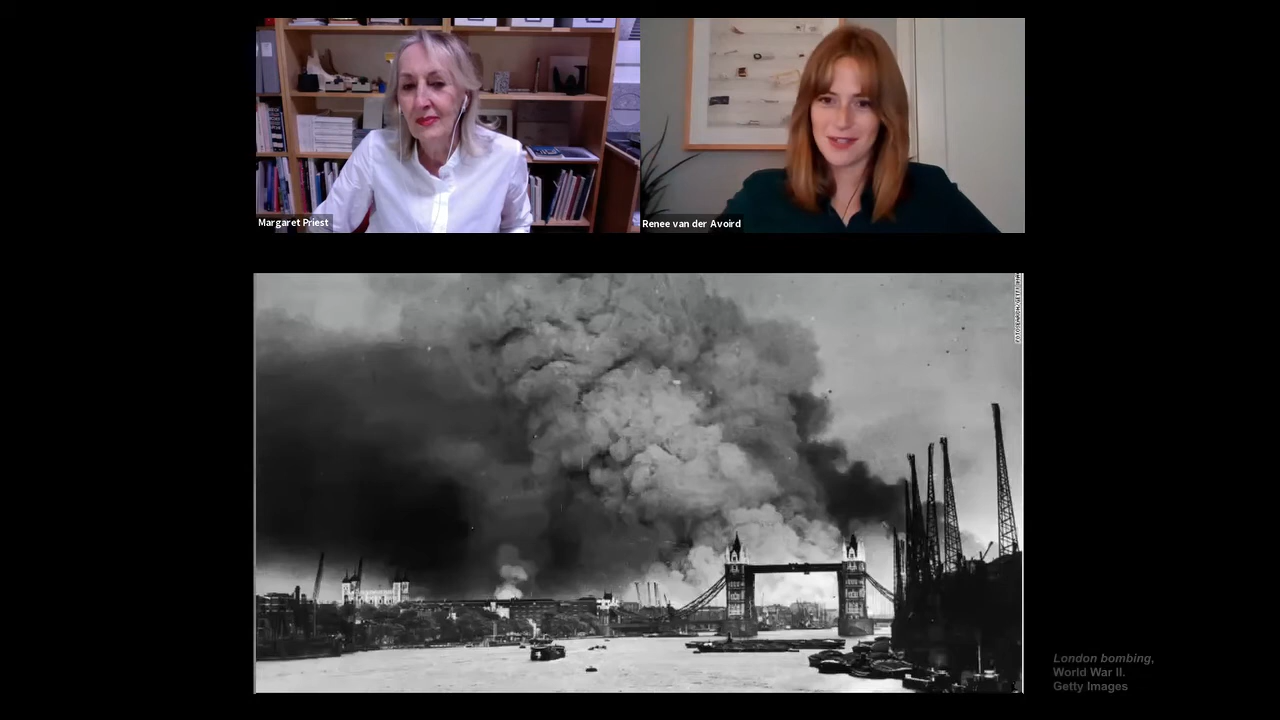 Margaret Priest
Renee van der Avoird
London bombing,
World War II.
Getty Images